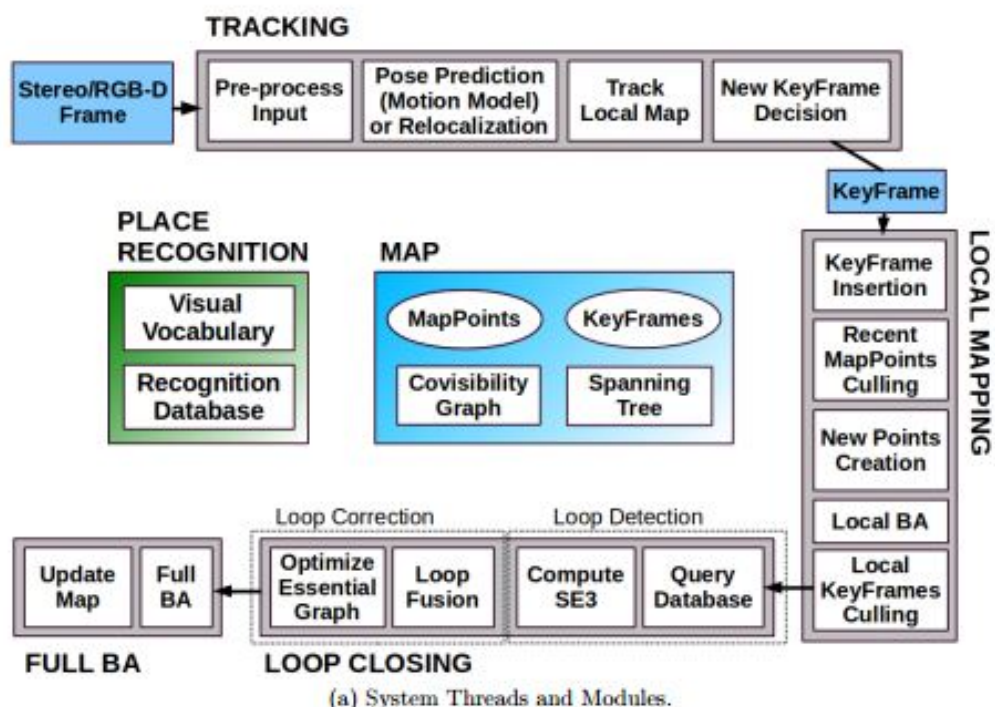 TRACKING
Stereo/RGB-D
Frame
Pre-process
Input
Pose Prediction
(Motion Model)
or Relocalization
Track
Local Map
New KeyFrame
Decision
KeyFrame
PLACE
RECOGNITION
Visual
Vocabulary
Recognition
Database
MAP
MapPoints
KeyFrames
Covisibility
Graph
Spanning
Tree
LOCAL MAPPING
KeyFrame
Insertion
Recent
MapPoints
Culling
New Points
Creation
Local BA
Local
KeyFrames
Culling
Loop Correction
Loop Detection
Update
Map
Full
BA
Optimize
Essential
Graph
Loop
Fusion
Compute
SE3
Query
Database
FULL BA
LOOP CLOSING
(a) System Threads and Modules.